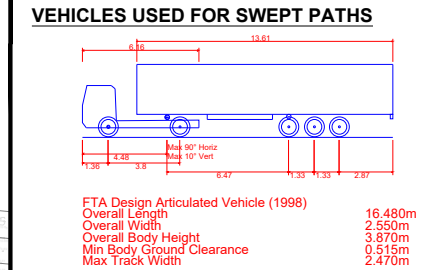 VEHICLES USED FOR SWEPT PATHS
13.61
6.16
Max 90° Horiz
Max 10° Vert
4.48
1.36
3.8
6.47
1.33
1.33
2.87
FTA Design Articulated Vehicle (1998)
Overall Length 16.480m
Overall Width 2.550m
Overall Body Height 3.870m
Min Body Ground Clearance 0.515m
Max Track Width 2.470m